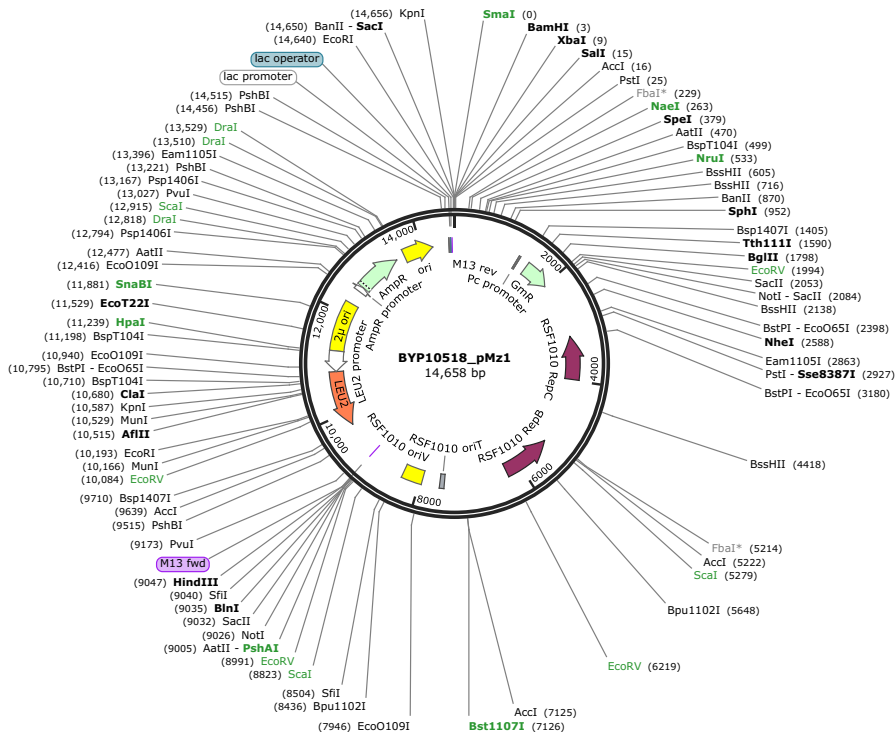 SmaI (0)
BamHI (3)
XbaI (9)
SalI (15)
AccI (16)
PstI (25)
FbaI* (229)
NaeI (263)
SpeI (379)
AatII (470)
BspT104I (499)
NruI (533)
BssHII (605)
BssHII (716)
BanII (870)
SphI (952)
Bsp1407I (1405)
Tth111I (1590)
BglII (1798)
EcoRV (1994)
SacII (2053)
NotI - SacII (2084)
BssHII (2138)
BstPI - EcoO65I (2398)
NheI (2588)
Eam1105I (2863)
PstI - Sse8387I (2927)
BstPI - EcoO65I (3180)
BssHII (4418)
FbaI* (5214)
AccI (5222)
ScaI (5279)
Bpu1102I (5648)
EcoRV (6219)
AccI (7125)
Bst1107I (7126)
(7946) EcoO109I
(8436) Bpu1102I
(8504) SfiI
(8823) ScaI
(8991) EcoRV
(9005) AatII - PshAI
(9026) NotI
(9032) SacII
(9035) BlnI
(9040) SfiI
(9047) HindIII
M13 fwd
(9173) PvuI
(9515) PshBI
(9639) AccI
(9710) Bsp1407I
(10,084) EcoRV
(10,166) MunI
(10,193) EcoRI
(10,515) AflII
(10,529) MunI
(10,587) KpnI
(10,680) ClaI
(10,710) BspT104I
(10,795) BstPI - EcoO65I
(10,940) EcoO109I
(11,198) BspT104I
(11,239) HpaI
(11,529) EcoT22I
(11,881) SnaBI
(12,416) EcoO109I
(12,477) AatII
(12,794) Psp1406I
(12,818) DraI
(12,915) ScaI
(13,027) PvuI
(13,167) Psp1406I
(13,221) PshBI
(13,396) Eam1105I
(13,510) DraI
(13,529) DraI
(14,456) PshBI
(14,515) PshBI
lac promoter
lac operator
(14,640) EcoRI
(14,650) BanII - SacI
(14,656) KpnI
2000
4000
6000
8000
10,000
12,000
14,000
M13 rev
Pc promoter
GmR
RSF1010 RepC
RSF1010 RepB
RSF1010 oriT
RSF1010 oriV
LEU2
LEU2 promoter
2μ ori
AmpR promoter
AmpR
ori
BYP10518_pMz1
14,658 bp